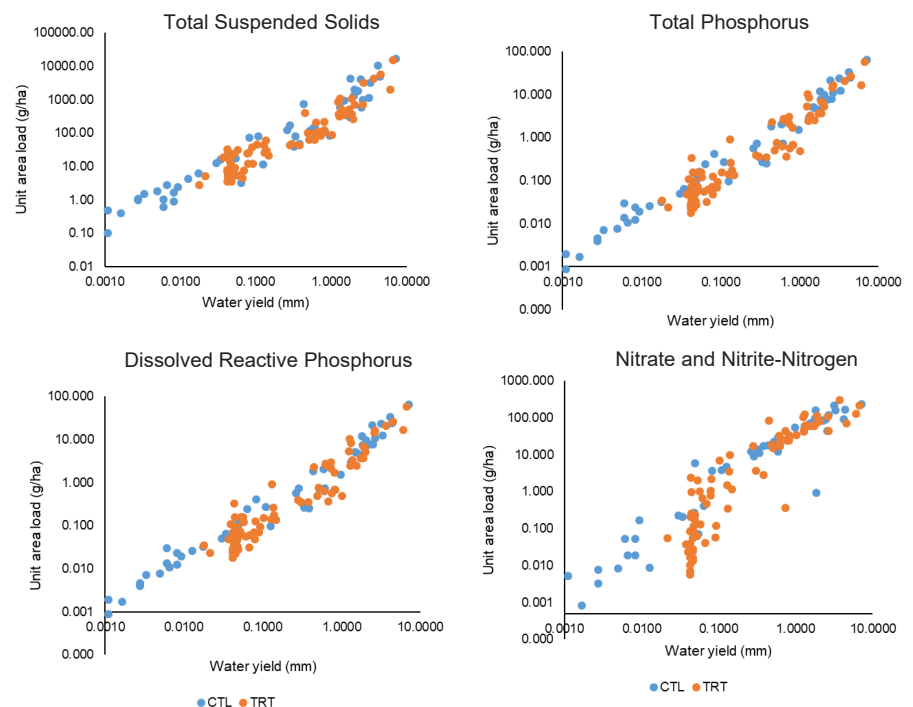 Total Suspended Solids
100000.00
10000.00
1000.00
100.00
10.00
1.00
0.10
0.01
Unit area load (g/ha)
0.0010 0.0100 0.1000 1.0000 10.0000
Water yield (mm)
Total Phosphorus
100.000
10.000
1.000
0.100
0.010
0.001
0.000
Unit area load (g/ha)
0.0010 0.0100 0.1000 1.0000 10.0000
Water yield (mm)
Dissolved Reactive Phosphorus
100.000
10.000
1.000
0.100
0.010
0.001
0.000
Unit area load (g/ha)
0.0010 0.0100 0.1000 1.0000 10.0000
Water yield (mm)
CTL TRT
Nitrate and Nitrite-Nitrogen
1000.000
100.000
10.000
1.000
0.100
0.010
0.001
0.000
Unit area load (g/ha)
0.0010 0.0100 0.1000 1.0000 10.0000
Water yield (mm)
CTL TRT